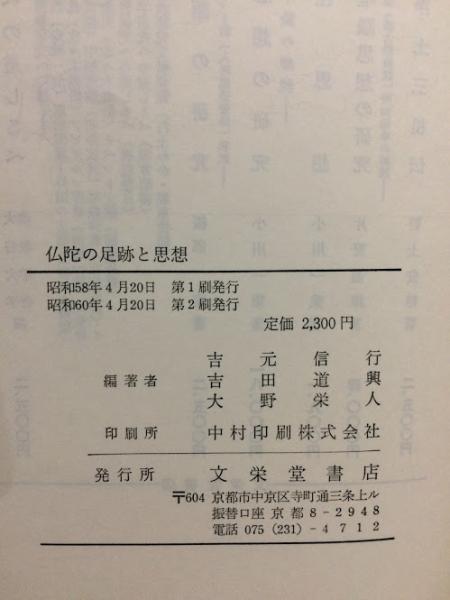 仏陀の足跡と思想
昭和58年4月20日 第1刷発行
昭和60年4月20日 第2刷発行
定価 2,300円
吉元信行
編著者 吉田道興
大野栄人
印刷所 中村印刷株式会社
発行所 文栄堂書店
〒604 京都市中京区寺町通三条上ル
振替口座 京都8-2948
電話 075(231)-4712